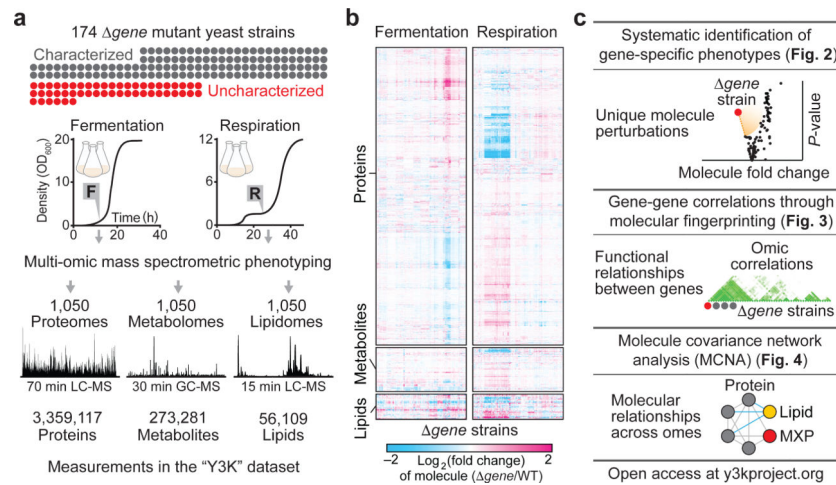 a
174 Δgene mutant yeast strains
Characterized
Uncharacterized
Fermentation
Respiration
Density (OD600)
20
10
0
F
Time (h)
0 20 40
12
6
0
R
0 20 40
Multi-omic mass spectrometric phenotyping
1,050 1,050 1,050
Proteomes Metabolomes Lipidomes
70 min LC-MS 30 min GC-MS 15 min LC-MS
3,359,117 273,281 56,109
Proteins Metabolites Lipids
Measurements in the “Y3K” dataset
b
Fermentation Respiration
Proteins
Metabolites
Lipids
Δgene strains
−2 2
Log2(fold change)
of molecule (Δgene/WT)
c
Systematic identification of
gene-specific phenotypes (Fig. 2)
Δgene
strain
Unique molecule
perturbations
P-value
Molecule fold change
Gene-gene correlations through
molecular fingerprinting (Fig. 3)
Functional
relationships
between genes
Omic
correlations
Δgene strains
Molecule covariance network
analysis (MCNA) (Fig. 4)
Protein
Molecular
relationships
across omes
Lipid
MXP
Open access at y3kproject.org